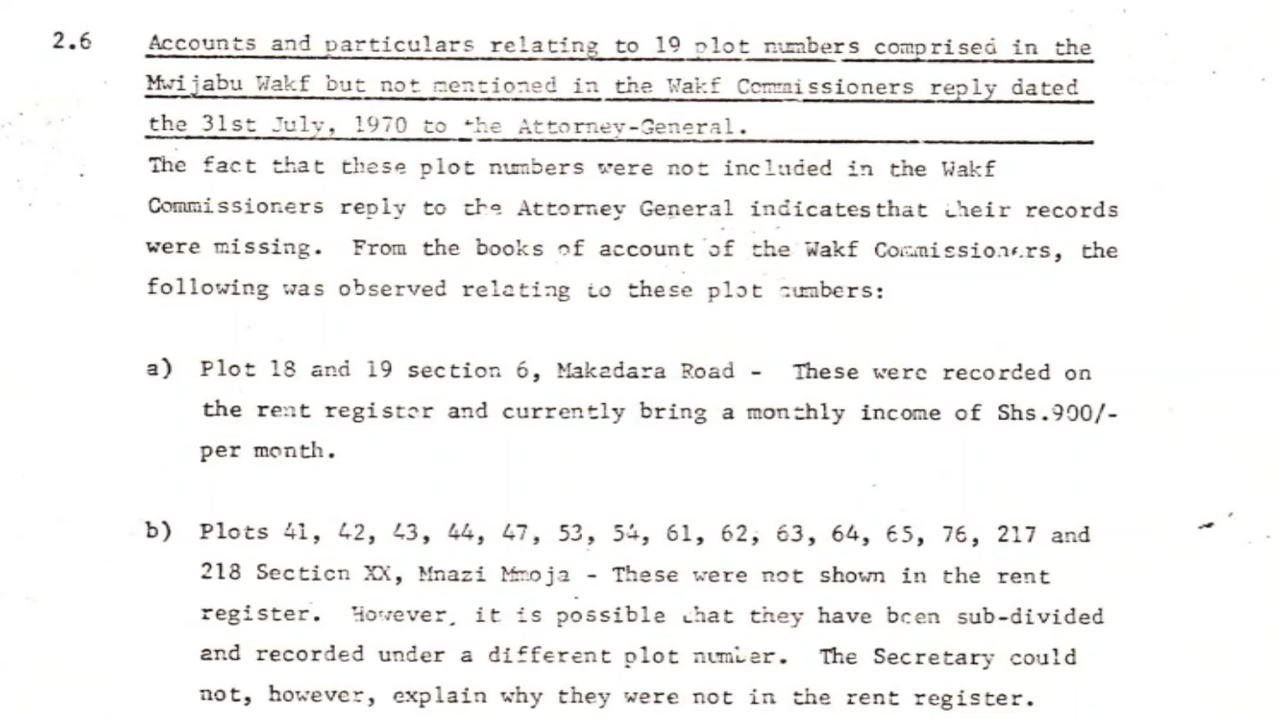 2.6 Accounts and particulars relating to 19 plot numbers comprised in the
Mwijabu Wakf but not mentioned in the Wakf Commissioners reply dated
the 31st July, 1970 to the Attorney-General.
The fact that these plot numbers were not included in the Wakf
Commissioners reply to the Attorney General indicates that their records
were missing. From the books of account of the Wakf Commissioners, the
following was observed relating to these plot numbers:
a) Plot 18 and 19 section 6, Makadara Road - These were recorded on
the rent register and currently bring a monthly income of Shs.900/-
per month.
b) Plots 41, 42, 43, 44, 47, 53, 54, 61, 62, 63, 64, 65, 76, 217 and
218 Section XX, Mnazi Mmoja - These were not shown in the rent
register. However, it is possible that they have been sub-divided
and recorded under a different plot number. The Secretary could
not, however, explain why they were not in the rent register.